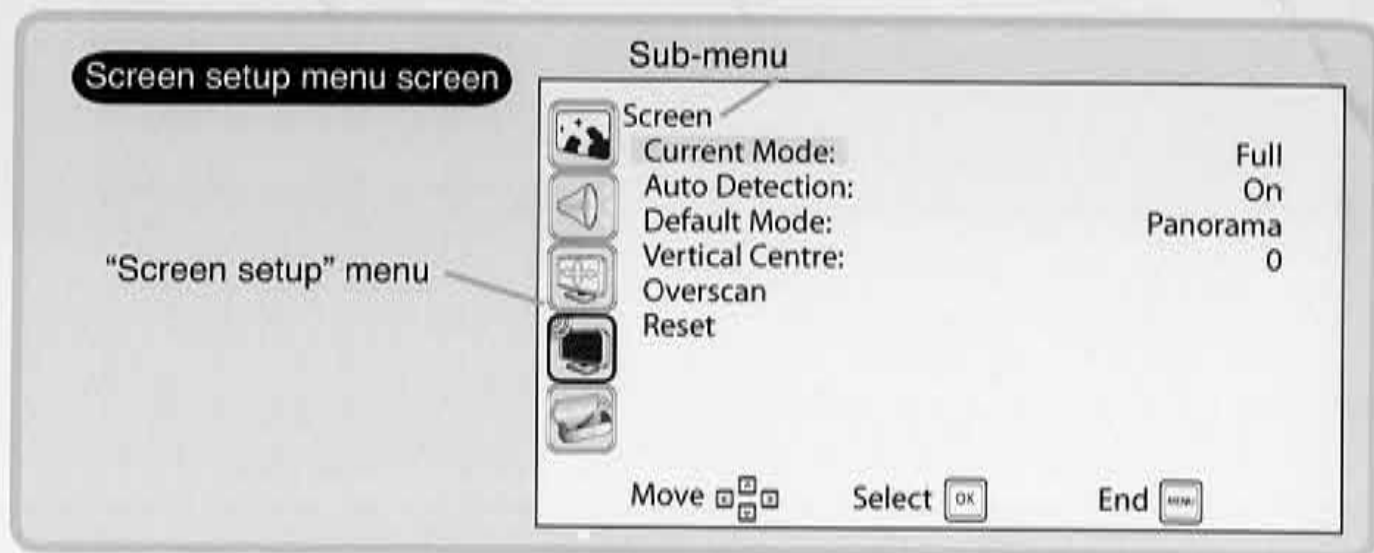 Screen setup menu screen
Sub-menu
Screen
Current Mode: Full
Auto Detection: On
Default Mode: Panorama
Vertical Centre: 0
Overscan
Reset
“Screen setup” menu
Move Select OK End MENU